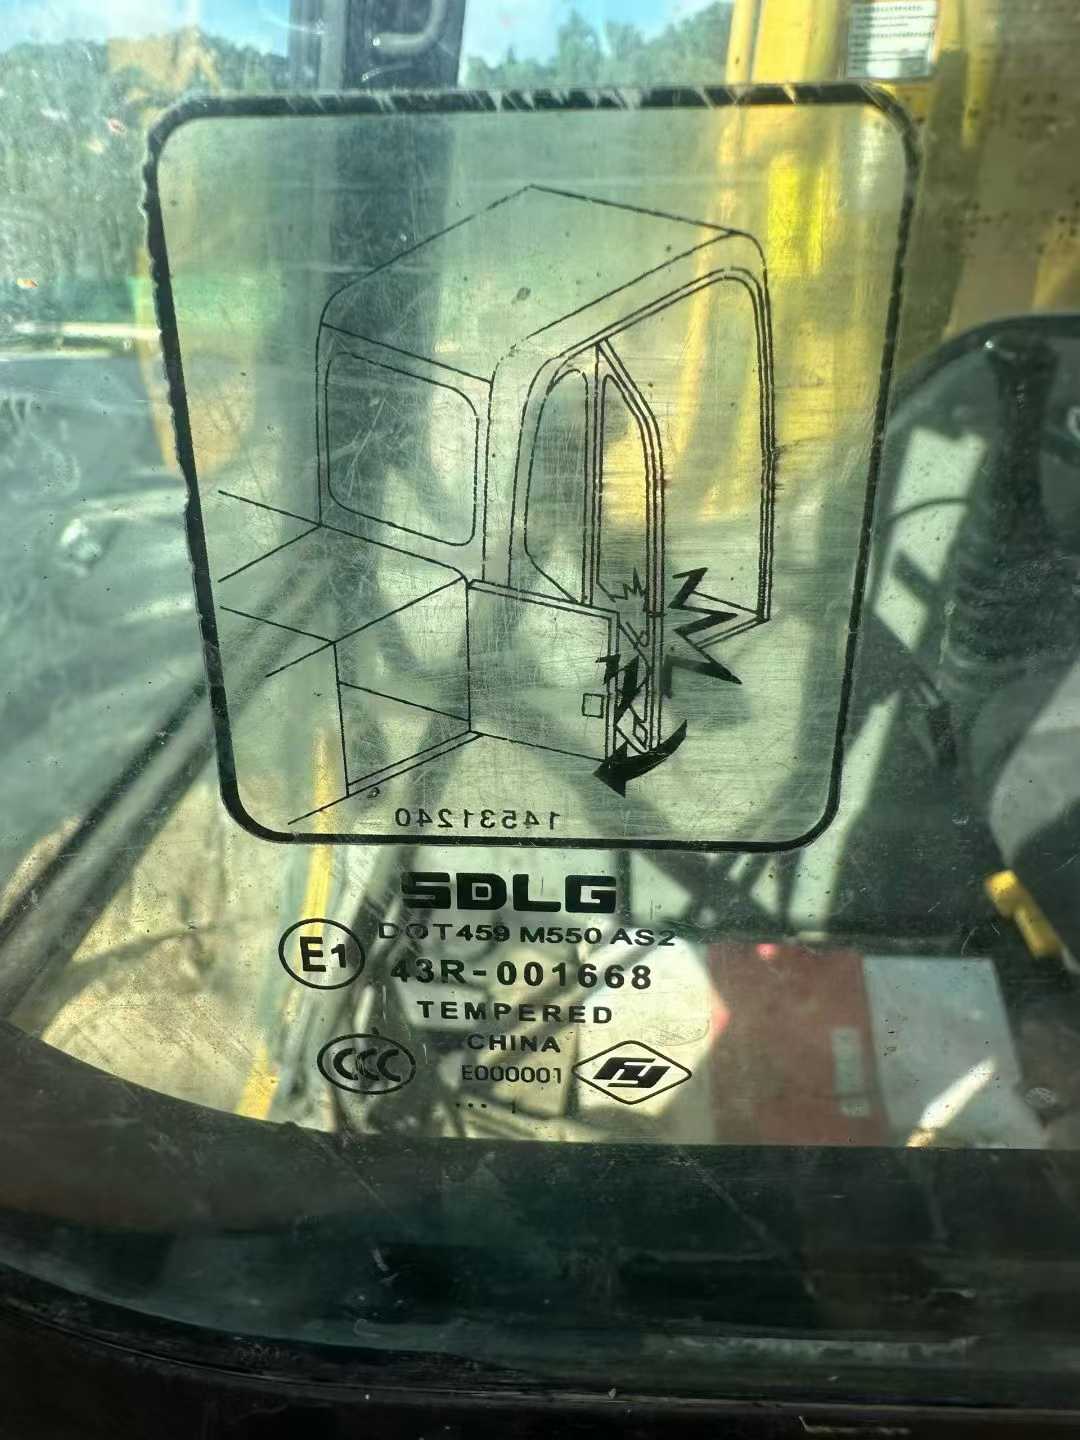 14531240
SDLG
E1
DOT459 M550 AS2
43R-001668
TEMPERED
CHINA
CCC
E000001
FY